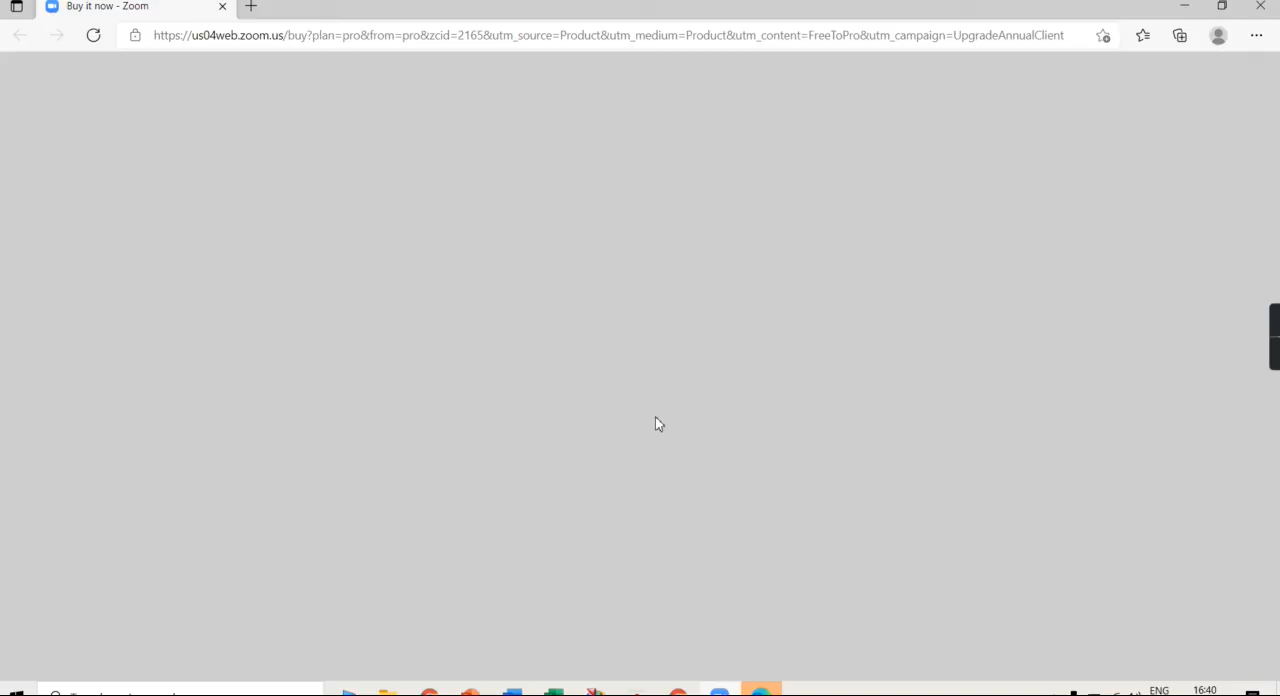 Buy it now - Zoom
https://us04web.zoom.us/buy?plan=pro&from=pro&zcid=2165&utm_source=Product&utm_medium=Product&utm_content=FreeToPro&utm_campaign=UpgradeAnnualClient
ENG
16:40